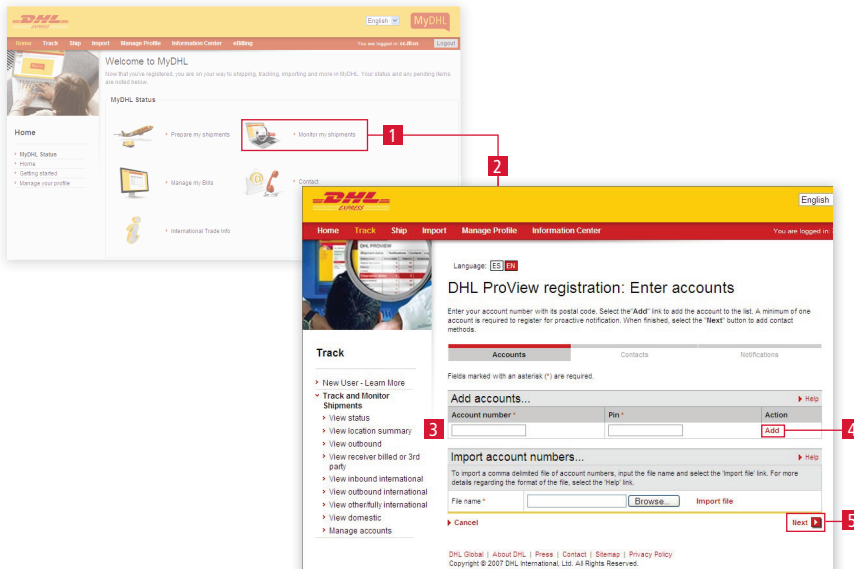 DHL
EXPRESS
English
MyDHL
Home Track Ship Import Manage Profile Information Center eBilling
You are logged in
Logout
Welcome to MyDHL
Now that you've registered, you are on your way to shipping, tracking, importing and more in MyDHL. Your status and any pending items
are noted below.
MyDHL Status
Prepare my shipments
Monitor my shipments
1
2
Home
MyDHL Status
Home
Getting started
Manage your profile
Manage my Bills
Contact
International Trade Info
DHL
EXPRESS
English
Home Track Ship Import Manage Profile Information Center
You are logged in:
DHL PROVIEW
Language: ES EN
DHL ProView registration: Enter accounts
Enter your account number with its postal code. Select the"Add" link to add the account to the list. A minimum of one
account is required to register for proactive notification. When finished, select the "Next" button to add contact
methods.
Accounts Contacts Notifications
Fields marked with an asterisk (*) are required.
Track
New User - Learn More
Track and Monitor
Shipments
View status
View location summary
View outbound
View receiver billed or 3rd
party
View inbound international
View outbound international
View other/fully international
View domestic
Manage accounts
Add accounts...
Help
Account number * Pin * Action
3
Add
4
Import account numbers...
Help
To import a comma delimited file of account numbers, input the file name and select the 'Import file' link. For more
details regarding the format of the file, select the 'Help' link.
File name * Browse... Import file
Cancel
Next
5
DHL Global | About DHL | Press | Contact | Sitemap | Privacy Policy
Copyright © 2007 DHL International, Ltd. All Rights Reserved.